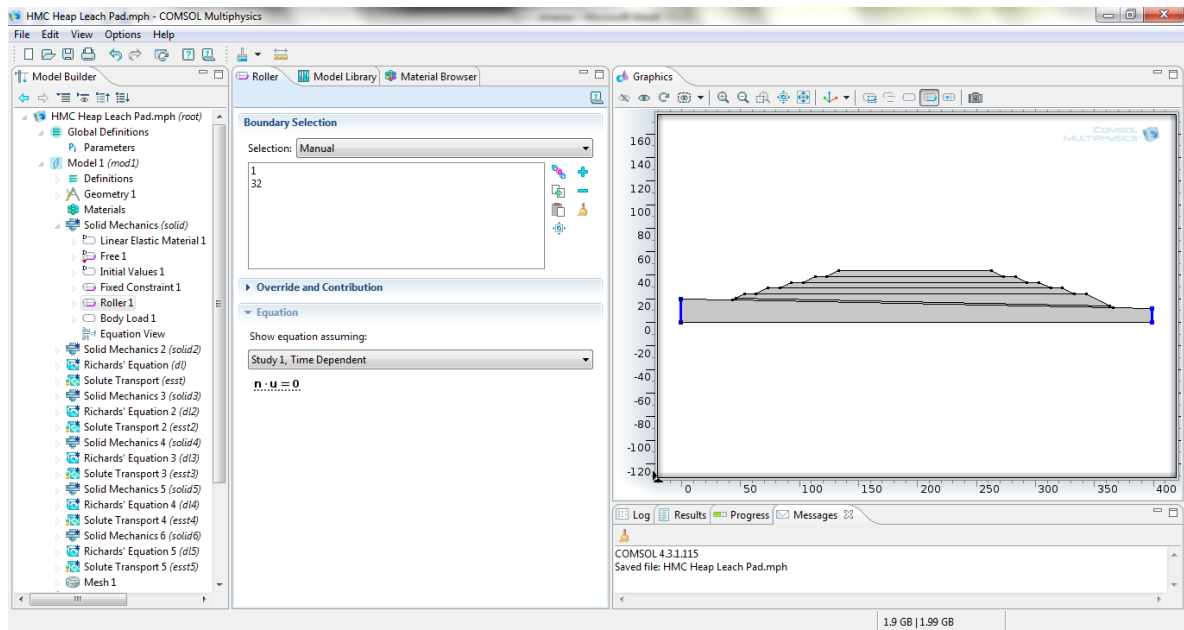 HMC Heap Leach Pad.mph - COMSOL Multiphysics
File Edit View Options Help
Model Builder
HMC Heap Leach Pad.mph (root)
Global Definitions
Pi Parameters
Model 1 (mod1)
Definitions
Geometry 1
Materials
Solid Mechanics (solid)
Linear Elastic Material 1
Free 1
Initial Values 1
Fixed Constraint 1
Roller 1
Body Load 1
Equation View
Solid Mechanics 2 (solid2)
Richards' Equation (dl)
Solute Transport (esst)
Solid Mechanics 3 (solid3)
Richards' Equation 2 (dl2)
Solute Transport 2 (esst2)
Solid Mechanics 4 (solid4)
Richards' Equation 3 (dl3)
Solute Transport 3 (esst3)
Solid Mechanics 5 (solid5)
Richards' Equation 4 (dl4)
Solute Transport 4 (esst4)
Solid Mechanics 6 (solid6)
Richards' Equation 5 (dl5)
Solute Transport 5 (esst5)
Mesh 1
Roller Model Library Material Browser
Boundary Selection
Selection: Manual
1
32
Override and Contribution
Equation
Show equation assuming:
Study 1, Time Dependent
n · u = 0
Graphics
COMSOL
MULTIPHYSICS
160
140
120
100
80
60
40
20
0
-20
-40
-60
-80
-100
-120
0 50 100 150 200 250 300 350 400
Log Results Progress Messages
COMSOL 4.3.1.115
Saved file: HMC Heap Leach Pad.mph
1.9 GB | 1.99 GB